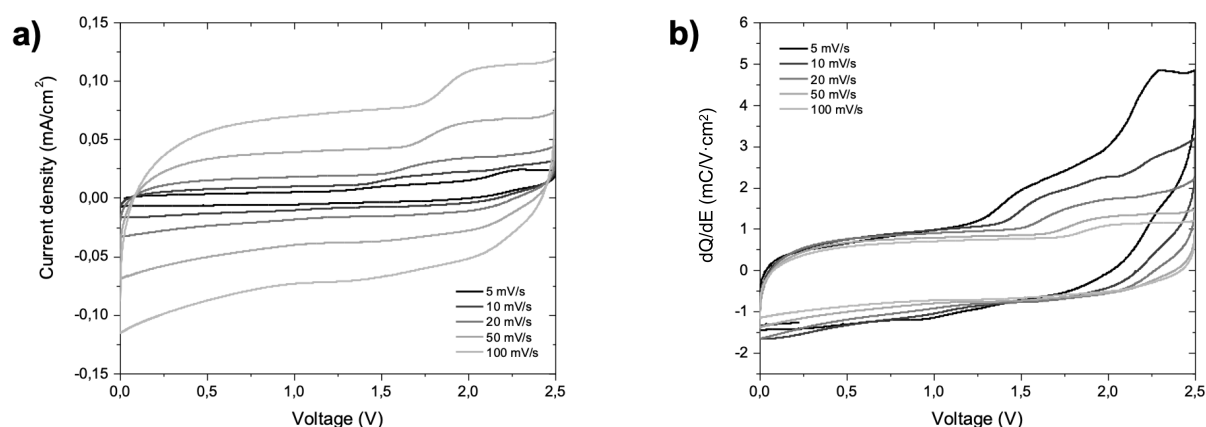 a)
0,15
0,10
0,05
0,00
-0,05
-0,10
-0,15
Current density (mA/cm²)
0,0
0,5
1,0
1,5
2,0
2,5
Voltage (V)
5 mV/s
10 mV/s
20 mV/s
50 mV/s
100 mV/s
b)
6
5
4
3
2
1
0
-1
-2
dQ/dE (mC/V·cm²)
0,0
0,5
1,0
1,5
2,0
2,5
Voltage (V)
5 mV/s
10 mV/s
20 mV/s
50 mV/s
100 mV/s